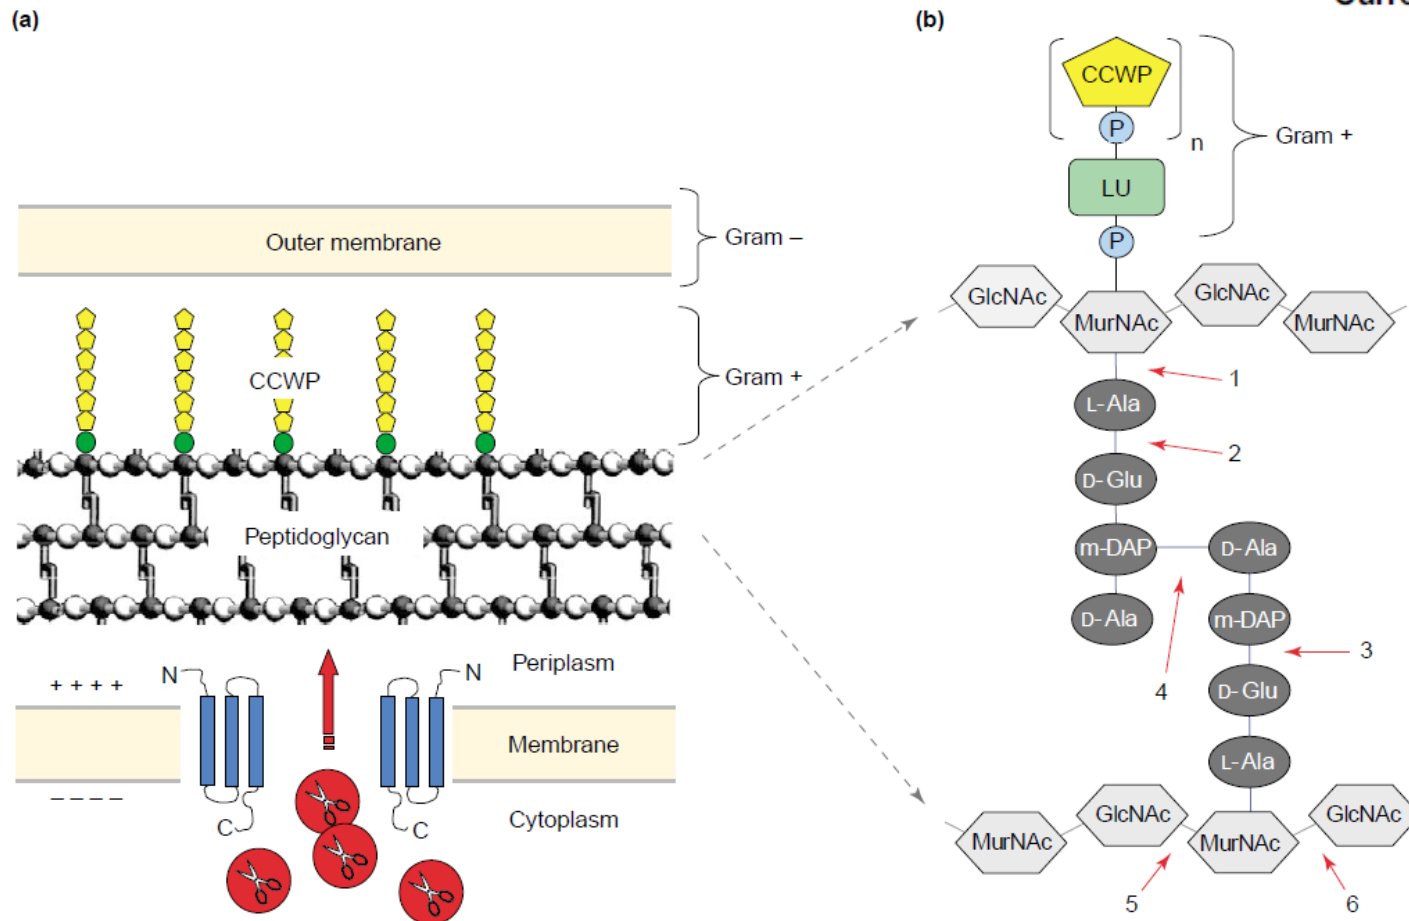 (a)
Outer membrane
Gram –
CCWP
Gram +
Peptidoglycan
N
N
Periplasm
+ + + +
Membrane
– – – –
C
C
Cytoplasm
(b)
CCWP
P
n
LU
P
Gram +
GlcNAc
MurNAc
GlcNAc
MurNAc
1
L-Ala
2
D-Glu
m-DAP
D-Ala
D-Ala
m-DAP
3
4
D-Glu
L-Ala
MurNAc
GlcNAc
MurNAc
GlcNAc
5
6